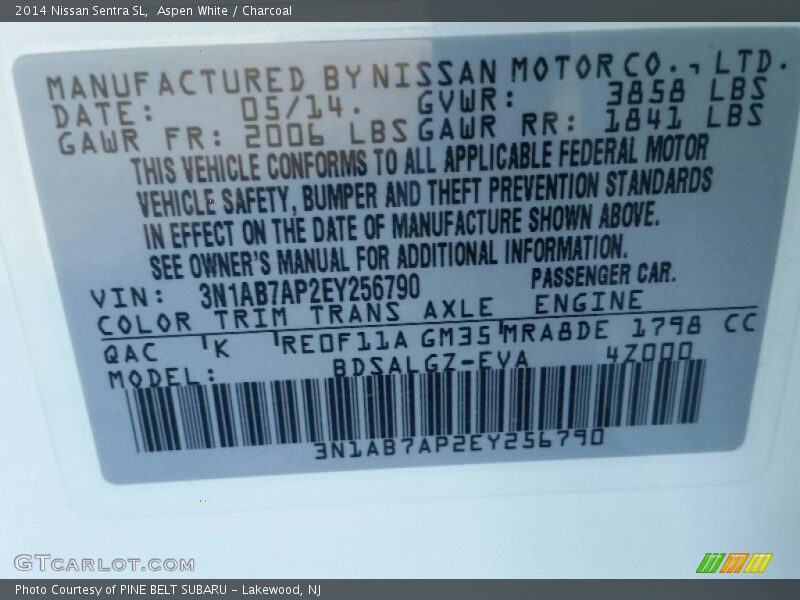 2014 Nissan Sentra SL,  Aspen White / Charcoal
MANUFACTURED BY NISSAN MOTOR CO., LTD.
DATE: 05/14. GVWR: 3858 LBS
GAWR FR: 2006 LBS GAWR RR: 1841 LBS
THIS VEHICLE CONFORMS TO ALL APPLICABLE FEDERAL MOTOR
VEHICLE SAFETY, BUMPER AND THEFT PREVENTION STANDARDS
IN EFFECT ON THE DATE OF MANUFACTURE SHOWN ABOVE.
SEE OWNER'S MANUAL FOR ADDITIONAL INFORMATION.
VIN: 3N1AB7AP2EY256790 PASSENGER CAR.
COLOR TRIM TRANS AXLE ENGINE
QAC K RE0F11A GM35 MRA8DE 1798 CC
MODEL: BDSALGZ-EVA 4Z000
3N1AB7AP2EY256790
GTCARLOT.COM
Photo Courtesy of PINE BELT SUBARU - Lakewood, NJ